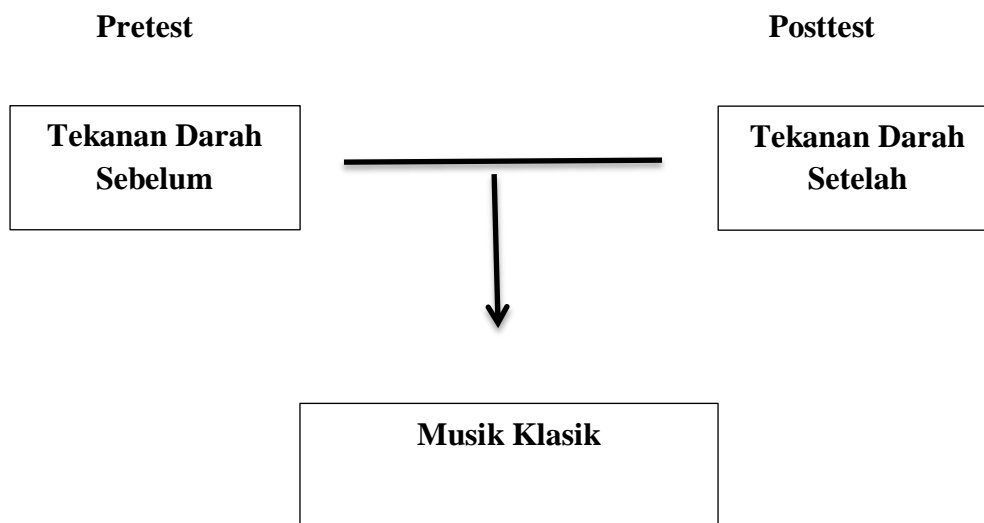 Pretest
Posttest
Tekanan Darah
Sebelum
Tekanan Darah
Setelah
Musik Klasik